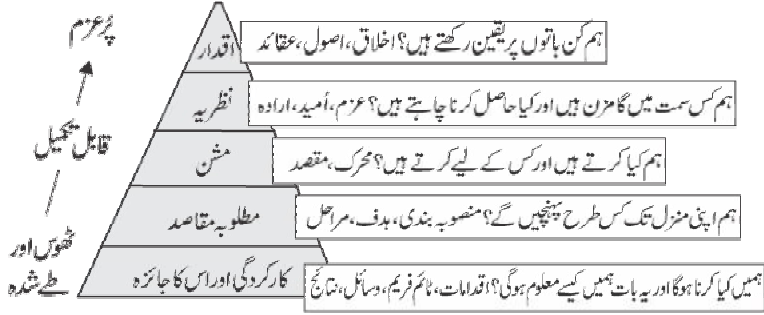 پُرعزم
اقدار
ہم کن باتوں پر یقین رکھتے ہیں؟ اخلاق، اصول، عقائد
نظریہ
ہم کس سمت میں گامزن ہیں اور کیا حاصل کرنا چاہتے ہیں؟ عزم، اُمید، ارادہ
قابل تکمیل
مشن
ہم کیا کرتے ہیں اور کس کے لیے کرتے ہیں؟ محرک، مقصد
مطلوبہ مقاصد
ہم اپنی منزل تک کس طرح پہنچیں گے؟ منصوبہ بندی، ہدف، مراحل
ٹھوس اور
طے شدہ
کارکردگی اور اس کا جائزہ
ہمیں کیا کرنا ہوگا اور یہ بات ہمیں کیسے معلوم ہوگی؟ اقدامات، ٹائم فریم، وسائل، نتائج